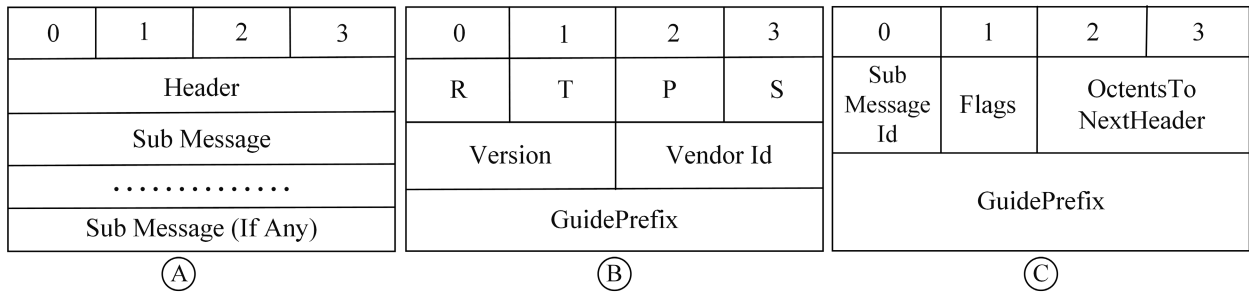 0 1 2 3
Header
Sub Message
..............
Sub Message (If Any)
A
0 1 2 3
R T P S
Version Vendor Id
GuidePrefix
B
0 1 2 3
Sub
Message
Id
Flags
OctentsTo
NextHeader
GuidePrefix
C